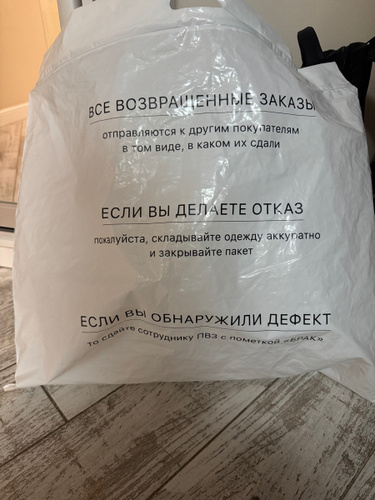 ВСЕ ВОЗВРАЩЕННЫЕ ЗАКАЗЫ
отправляются к другим покупателям
в том виде, в каком их сдали
ЕСЛИ ВЫ ДЕЛАЕТЕ ОТКАЗ
пожалуйста, складывайте одежду аккуратно
и закрывайте пакет
ЕСЛИ ВЫ ОБНАРУЖИЛИ ДЕФЕКТ
то сдайте сотруднику ПВЗ с пометкой «БРАК»